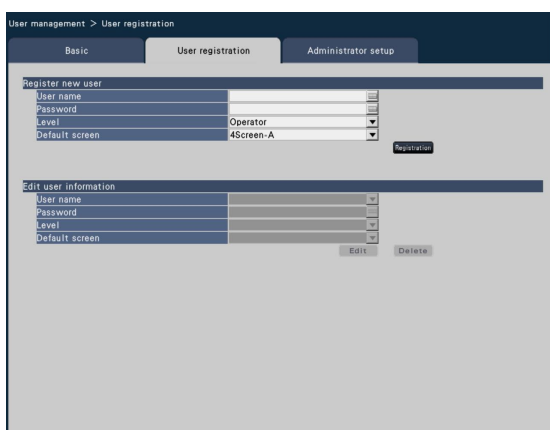 User management > User registration
Basic User registration Administrator setup
Register new user
User name
Password
Level Operator
Default screen 4Screen-A
Registration
Edit user information
User name
Password
Level
Default screen
Edit Delete